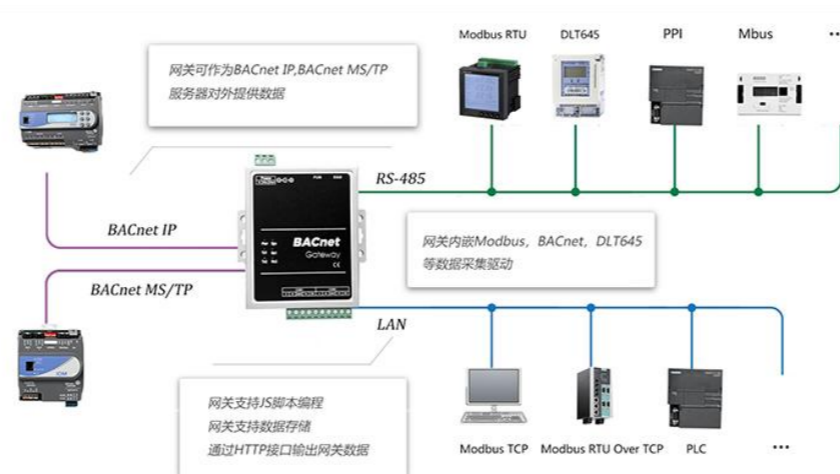 Modbus RTU
DLT645
PPI
Mbus
...
网关可作为BACnet IP,BACnet MS/TP
服务器对外提供数据
RS-485
BACnet IP
BACnet
Gateway
CE
网关内嵌Modbus，BACnet，DLT645
等数据采集驱动
BACnet MS/TP
LAN
网关支持JS脚本编程
网关支持数据存储
通过HTTP接口输出网关数据
Modbus TCP
Modbus RTU Over TCP
PLC
...